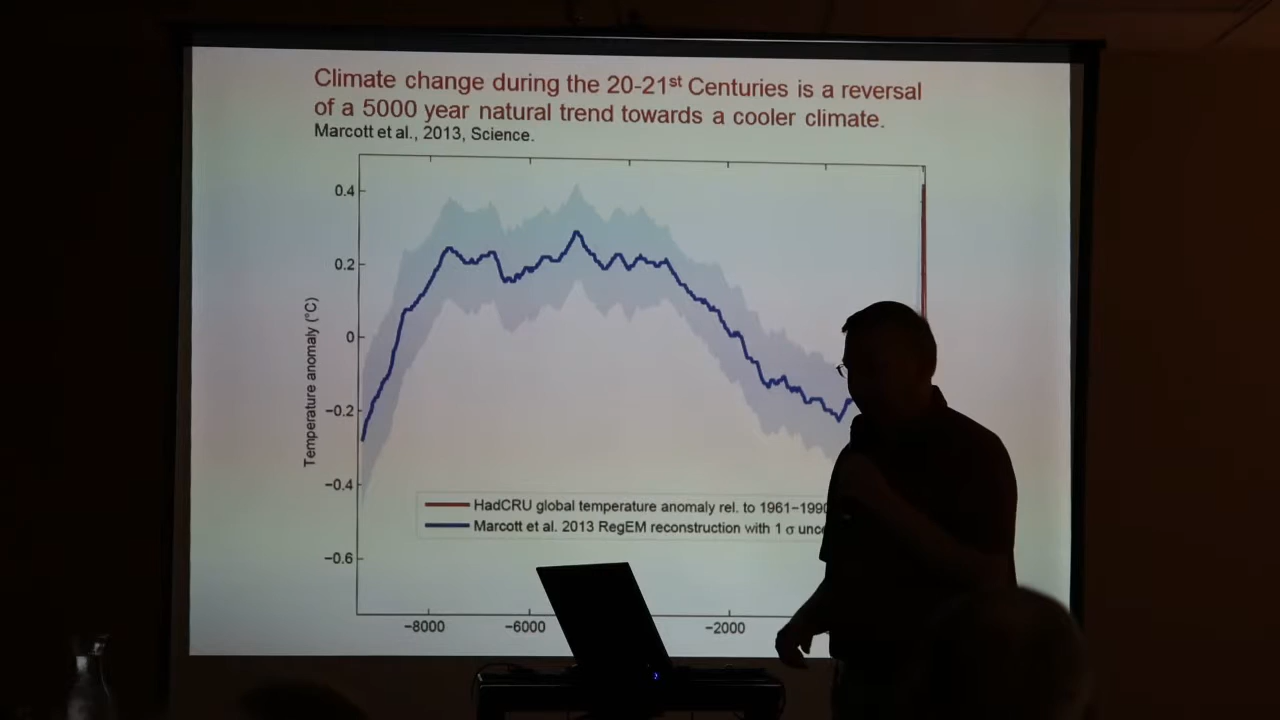 Climate change during the 20-21st Centuries is a reversal
of a 5000 year natural trend towards a cooler climate.
Marcott et al., 2013, Science.
0.4
0.2
0
−0.2
−0.4
−0.6
Temperature anomaly (°C)
HadCRU global temperature anomaly rel. to 1961−1990
Marcott et al. 2013 RegEM reconstruction with 1 σ unc
−8000
−6000
−2000